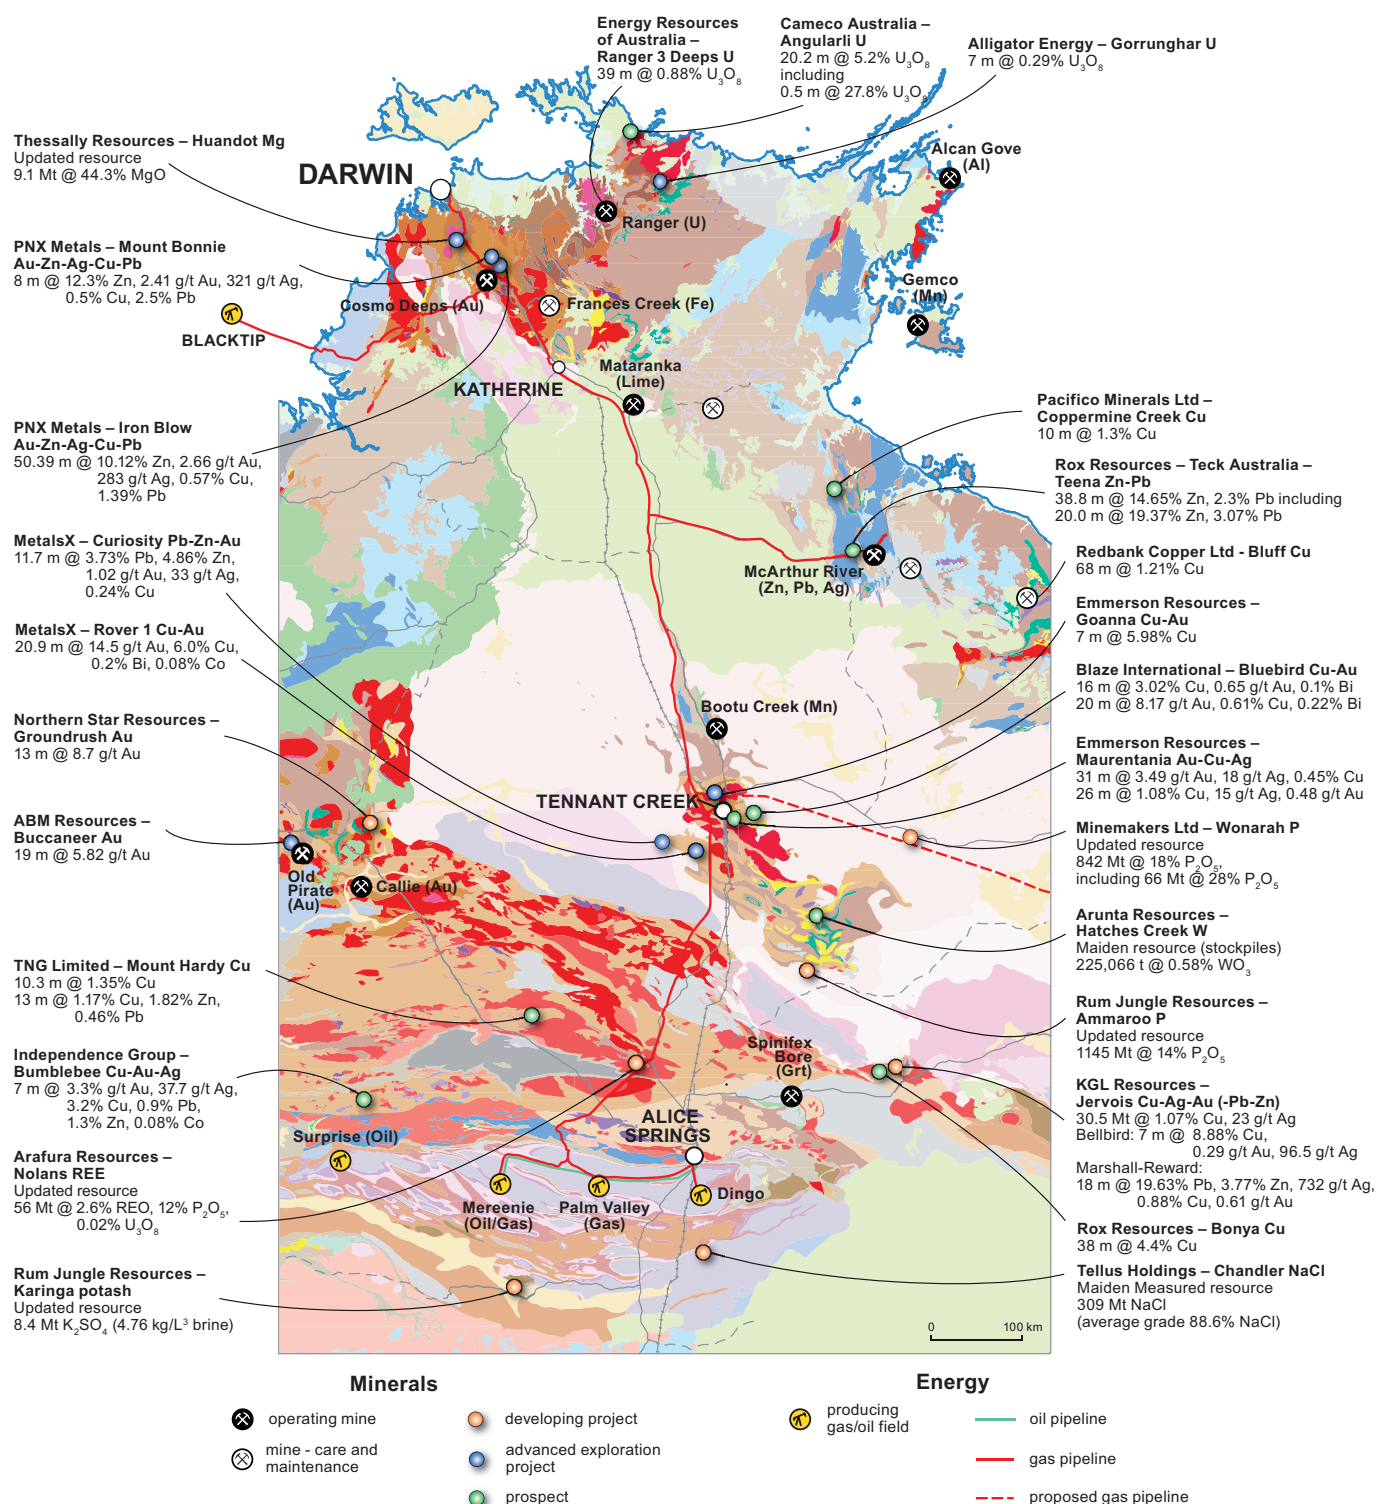 Energy Resources
of Australia –
Ranger 3 Deeps U
39 m @ 0.88% U₃O₈
Cameco Australia –
Angularli U
20.2 m @ 5.2% U₃O₈
including
0.5 m @ 27.8% U₃O₈
Alligator Energy – Gorrunghar U
7 m @ 0.29% U₃O₈
Thessally Resources – Huandot Mg
Updated resource
9.1 Mt @ 44.3% MgO
DARWIN
Alcan Gove
(Al)
Ranger (U)
PNX Metals – Mount Bonnie
Au-Zn-Ag-Cu-Pb
8 m @ 12.3% Zn, 2.41 g/t Au, 321 g/t Ag,
0.5% Cu, 2.5% Pb
Cosmo Deeps (Au)
Frances Creek (Fe)
Gemco
(Mn)
BLACKTIP
KATHERINE
Mataranka
(Lime)
PNX Metals – Iron Blow
Au-Zn-Ag-Cu-Pb
50.39 m @ 10.12% Zn, 2.66 g/t Au,
283 g/t Ag, 0.57% Cu,
1.39% Pb
Pacifico Minerals Ltd –
Coppermine Creek Cu
10 m @ 1.3% Cu
Rox Resources – Teck Australia –
Teena Zn-Pb
38.8 m @ 14.65% Zn, 2.3% Pb including
20.0 m @ 19.37% Zn, 3.07% Pb
MetalsX – Curiosity Pb-Zn-Au
11.7 m @ 3.73% Pb, 4.86% Zn,
1.02 g/t Au, 33 g/t Ag,
0.24% Cu
McArthur River
(Zn, Pb, Ag)
Redbank Copper Ltd - Bluff Cu
68 m @ 1.21% Cu
Emmerson Resources –
Goanna Cu-Au
7 m @ 5.98% Cu
MetalsX – Rover 1 Cu-Au
20.9 m @ 14.5 g/t Au, 6.0% Cu,
0.2% Bi, 0.08% Co
Blaze International – Bluebird Cu-Au
16 m @ 3.02% Cu, 0.65 g/t Au, 0.1% Bi
20 m @ 8.17 g/t Au, 0.61% Cu, 0.22% Bi
Northern Star Resources –
Groundrush Au
13 m @ 8.7 g/t Au
Bootu Creek (Mn)
Emmerson Resources –
Maurentania Au-Cu-Ag
31 m @ 3.49 g/t Au, 18 g/t Ag, 0.45% Cu
26 m @ 1.08% Cu, 15 g/t Ag, 0.48 g/t Au
TENNANT CREEK
ABM Resources –
Buccaneer Au
19 m @ 5.82 g/t Au
Minemakers Ltd – Wonarah P
Updated resource
842 Mt @ 18% P₂O₅,
including 66 Mt @ 28% P₂O₅
Old
Pirate
(Au)
Callie (Au)
Arunta Resources –
Hatches Creek W
Maiden resource (stockpiles)
225,066 t @ 0.58% WO₃
TNG Limited – Mount Hardy Cu
10.3 m @ 1.35% Cu
13 m @ 1.17% Cu, 1.82% Zn,
0.46% Pb
Rum Jungle Resources –
Ammaroo P
Updated resource
1145 Mt @ 14% P₂O₅
Spinifex
Bore
(Grt)
Independence Group –
Bumblebee Cu-Au-Ag
7 m @ 3.3% g/t Au, 37.7 g/t Ag,
3.2% Cu, 0.9% Pb,
1.3% Zn, 0.08% Co
KGL Resources –
Jervois Cu-Ag-Au (-Pb-Zn)
30.5 Mt @ 1.07% Cu, 23 g/t Ag
Bellbird: 7 m @ 8.88% Cu,
0.29 g/t Au, 96.5 g/t Ag
Marshall-Reward:
18 m @ 19.63% Pb, 3.77% Zn, 732 g/t Ag,
0.88% Cu, 0.61 g/t Au
ALICE
SPRINGS
Surprise (Oil)
Arafura Resources –
Nolans REE
Updated resource
56 Mt @ 2.6% REO, 12% P₂O₅,
0.02% U₃O₈
Mereenie
(Oil/Gas)
Palm Valley
(Gas)
Dingo
Rox Resources – Bonya Cu
38 m @ 4.4% Cu
Rum Jungle Resources –
Karinga potash
Updated resource
8.4 Mt K₂SO₄ (4.76 kg/L³ brine)
Tellus Holdings – Chandler NaCl
Maiden Measured resource
309 Mt NaCl
(average grade 88.6% NaCl)
0 100 km
Minerals
operating mine
mine - care and
maintenance
developing project
advanced exploration
project
prospect
Energy
producing
gas/oil field
oil pipeline
gas pipeline
proposed gas pipeline